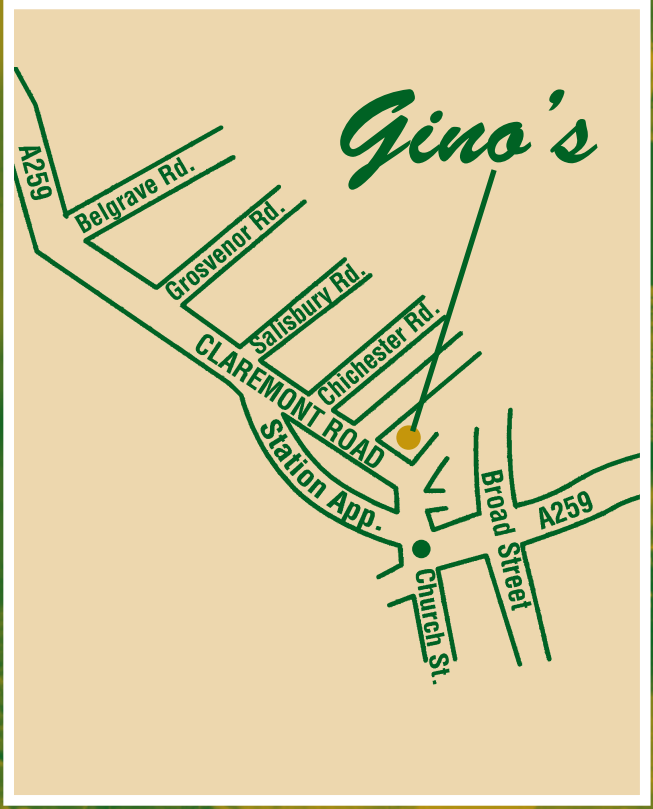 Gino's
A259
Belgrave Rd.
Grosvenor Rd.
Salisbury Rd.
Chichester Rd.
CLAREMONT ROAD
Station App.
Broad Street
A259
Church St.